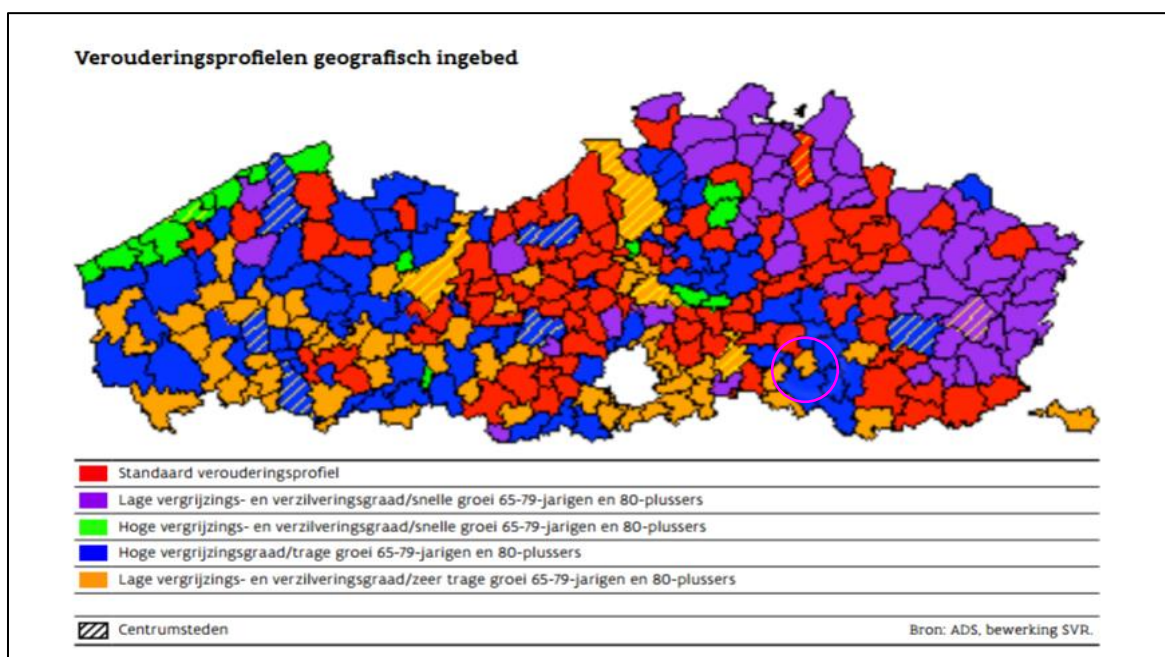 Verouderingsprofielen geografisch ingebed
Standaard verouderingsprofiel
Lage vergrijzings- en verzilveringsgraad/snelle groei 65-79-jarigen en 80-plussers
Hoge vergrijzings- en verzilveringsgraad/snelle groei 65-79-jarigen en 80-plussers
Hoge vergrijzingsgraad/trage groei 65-79-jarigen en 80-plussers
Lage vergrijzings- en verzilveringsgraad/zeer trage groei 65-79-jarigen en 80-plussers
Centrumsteden
Bron: ADS, bewerking SVR.